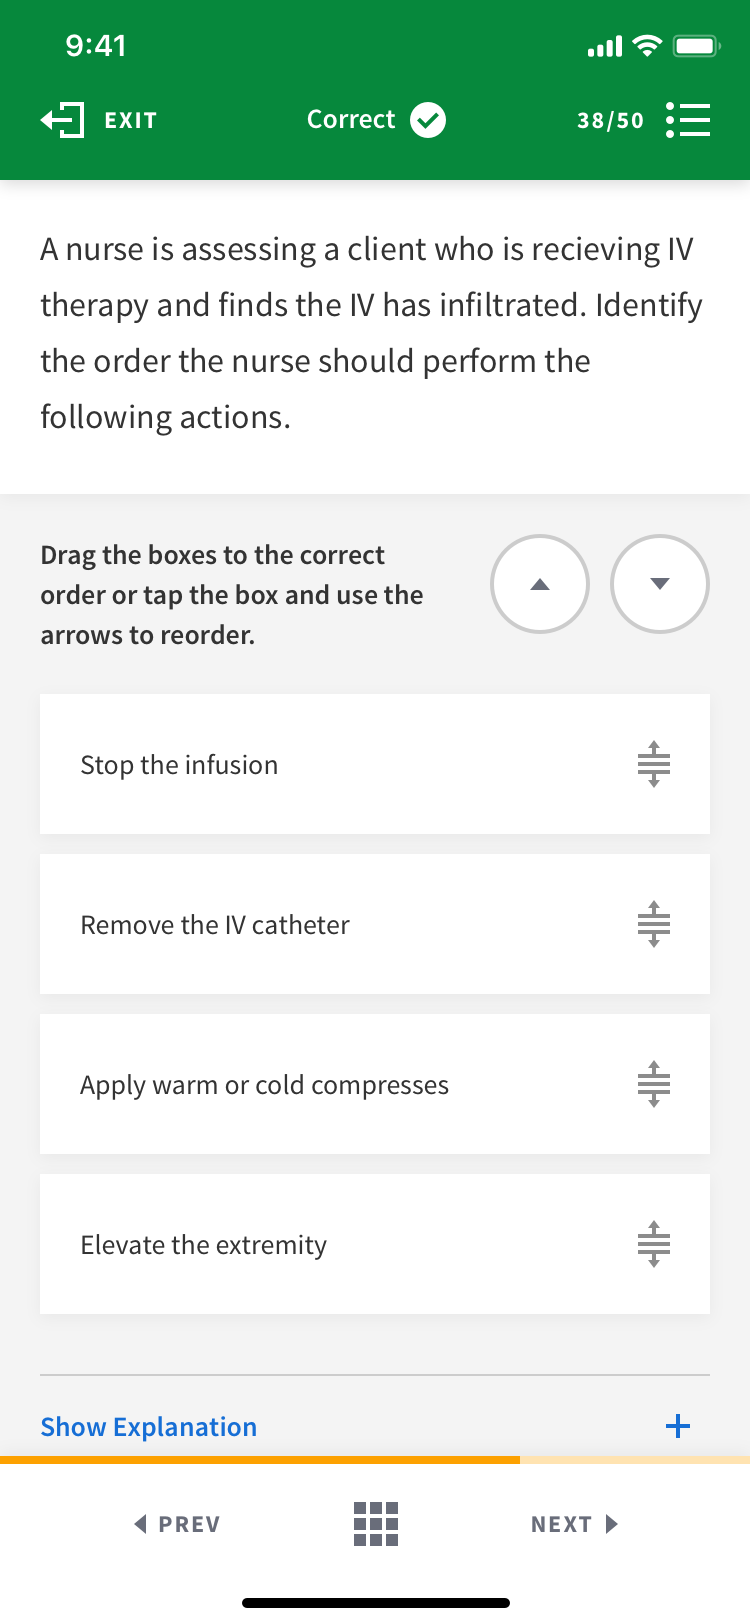 9:41
EXIT
Correct
38/50
A nurse is assessing a client who is recieving IV
therapy and finds the IV has infiltrated. Identify
the order the nurse should perform the
following actions.
Drag the boxes to the correct
order or tap the box and use the
arrows to reorder.
Stop the infusion
Remove the IV catheter
Apply warm or cold compresses
Elevate the extremity
Show Explanation
PREV
NEXT